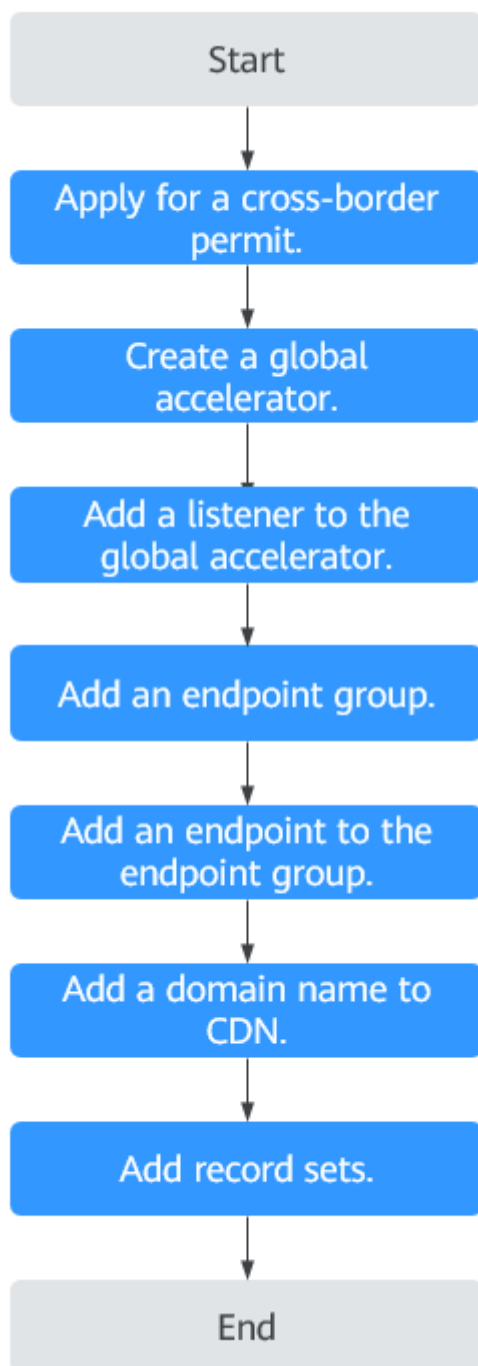 Start
Apply for a cross-border
permit.
Create a global
accelerator.
Add a listener to the
global accelerator.
Add an endpoint group.
Add an endpoint to the
endpoint group.
Add a domain name to
CDN.
Add record sets.
End